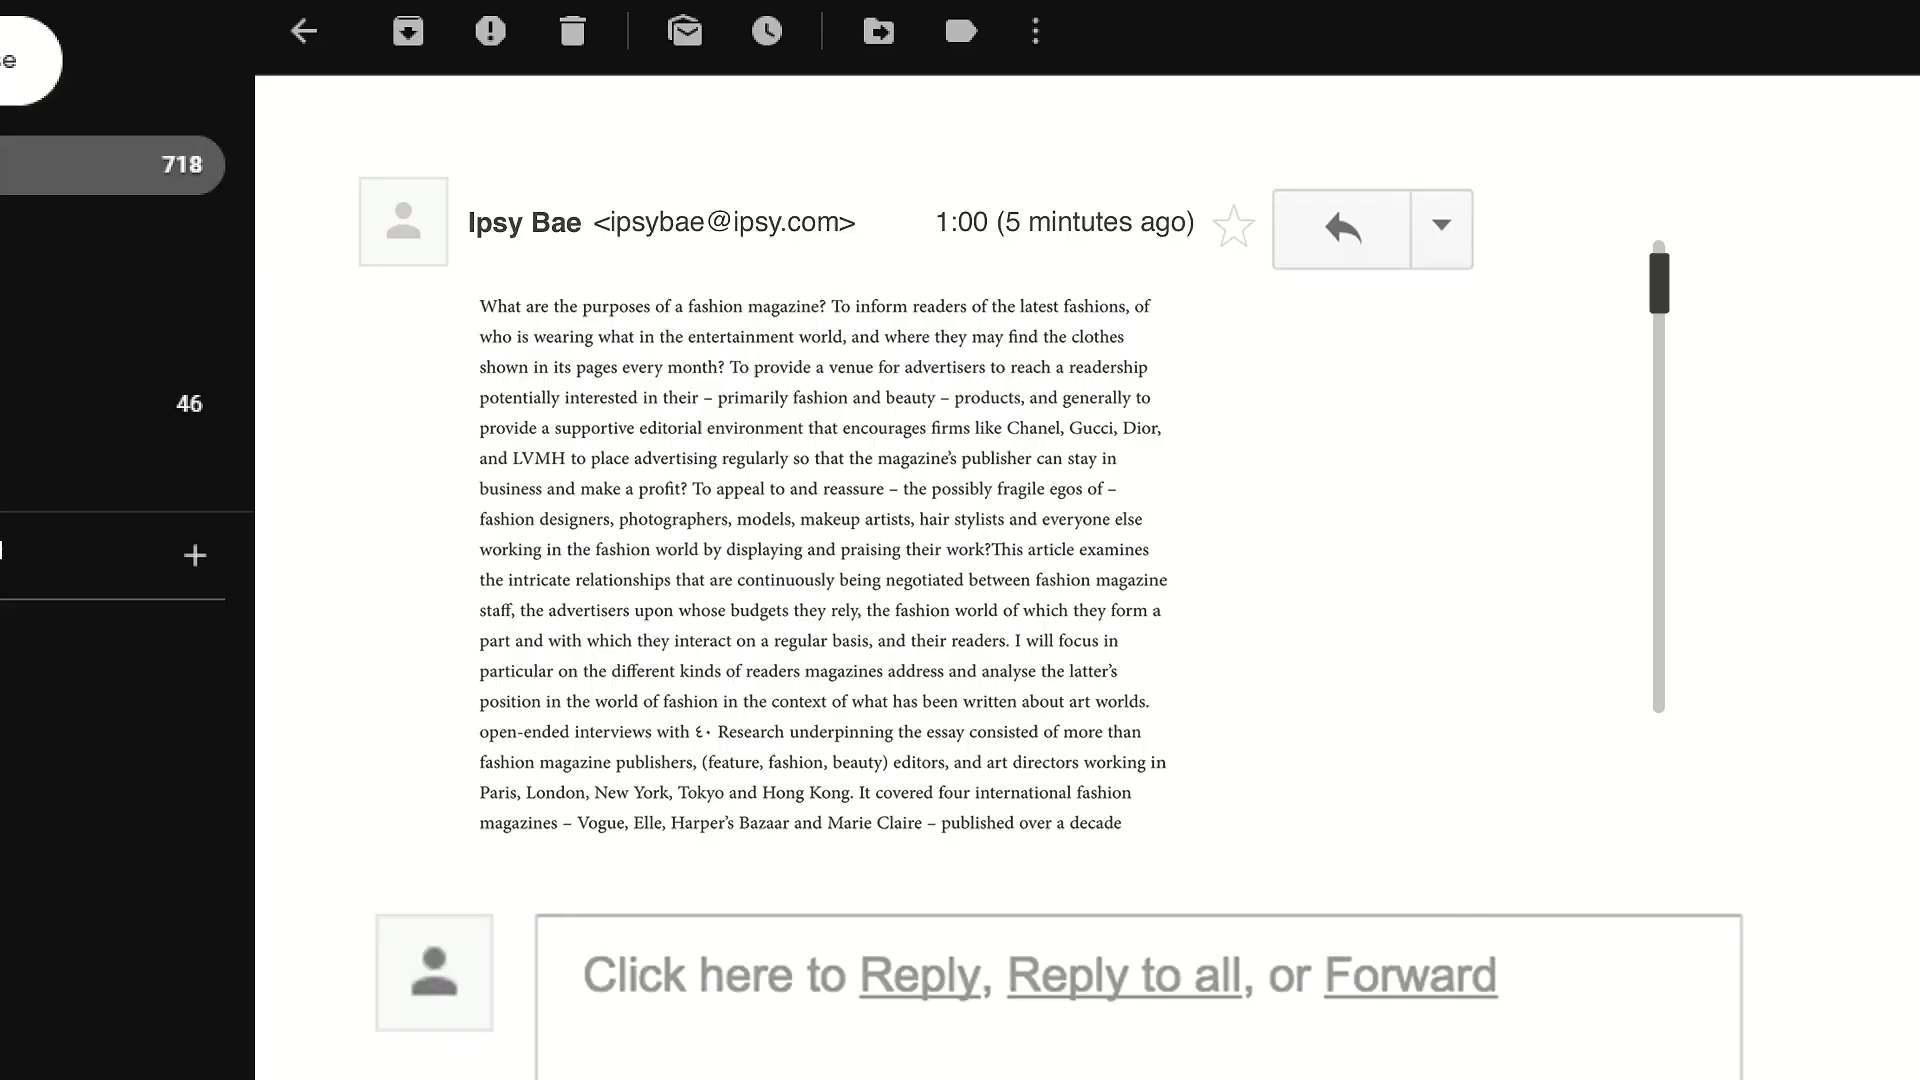 se
718
46
Ipsy Bae <ipsybae@ipsy.com> 1:00 (5 mintutes ago)
What are the purposes of a fashion magazine? To inform readers of the latest fashions, of
who is wearing what in the entertainment world, and where they may find the clothes
shown in its pages every month? To provide a venue for advertisers to reach a readership
potentially interested in their – primarily fashion and beauty – products, and generally to
provide a supportive editorial environment that encourages firms like Chanel, Gucci, Dior,
and LVMH to place advertising regularly so that the magazine’s publisher can stay in
business and make a profit? To appeal to and reassure – the possibly fragile egos of –
fashion designers, photographers, models, makeup artists, hair stylists and everyone else
working in the fashion world by displaying and praising their work?This article examines
the intricate relationships that are continuously being negotiated between fashion magazine
staff, the advertisers upon whose budgets they rely, the fashion world of which they form a
part and with which they interact on a regular basis, and their readers. I will focus in
particular on the different kinds of readers magazines address and analyse the latter’s
position in the world of fashion in the context of what has been written about art worlds.
open-ended interviews with ٤٠ Research underpinning the essay consisted of more than
fashion magazine publishers, (feature, fashion, beauty) editors, and art directors working in
Paris, London, New York, Tokyo and Hong Kong. It covered four international fashion
magazines – Vogue, Elle, Harper’s Bazaar and Marie Claire – published over a decade
Click here to Reply, Reply to all, or Forward